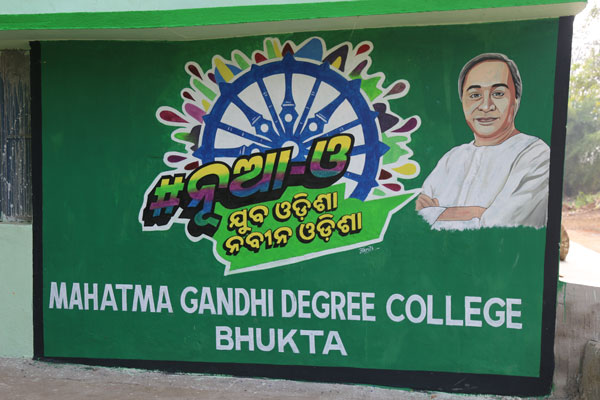 #ନୂଆ-ଓ
ଯୁବ ଓଡ଼ିଶା
ନବୀନ ଓଡ଼ିଶା
MAHATMA GANDHI DEGREE COLLEGE
BHUKTA